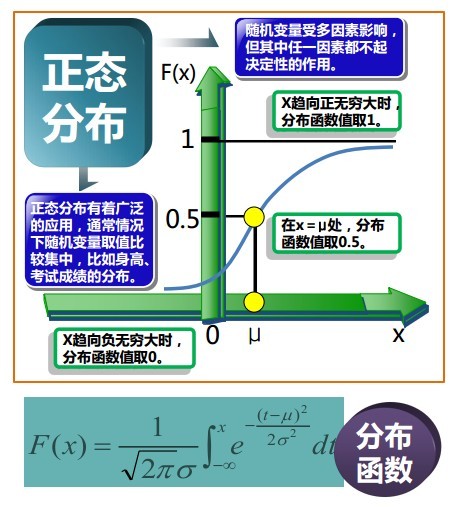 正态
分布
随机变量受多因素影响，
但其中任一因素都不起
决定性的作用。
F(x)
X趋向正无穷大时，
分布函数值取1。
1
正态分布有着广泛
的应用，通常情况
下随机变量取值比
较集中，比如身高、
考试成绩的分布。
0.5
在x＝μ处，分布
函数值取0.5。
X趋向负无穷大时，
分布函数值取0。
0
μ
x
F(x) = \frac{1}{\sqrt{2\pi}\sigma} \int_{-\infty}^{x} e^{-\frac{(t-\mu)^2}{2\sigma^2}} dt
分布
函数